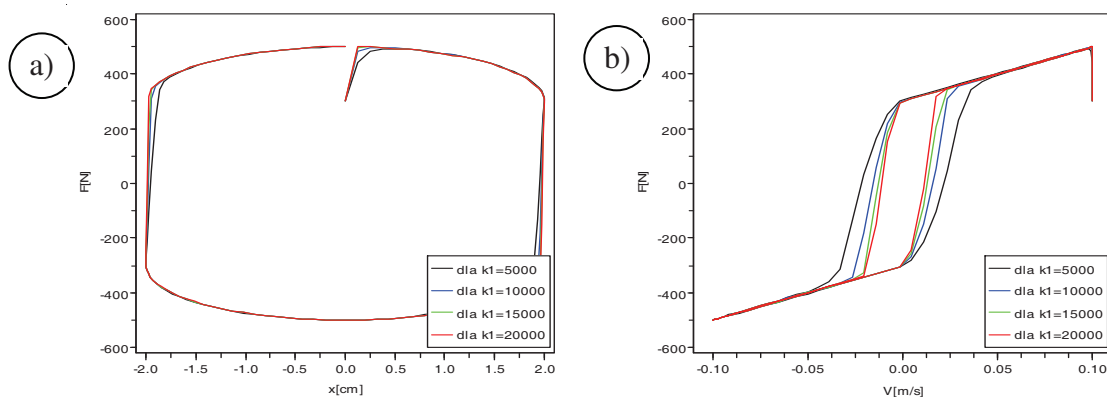 a)
600
400
200
0
-200
-400
-600
F[N]
-2.0 -1.5 -1.0 -0.5 0.0 0.5 1.0 1.5 2.0
x[cm]
dla k1=5000
dla k1=10000
dla k1=15000
dla k1=20000
b)
600
400
200
0
-200
-400
-600
F[N]
-0.10 -0.05 0.00 0.05 0.10
V[m/s]
dla k1=5000
dla k1=10000
dla k1=15000
dla k1=20000